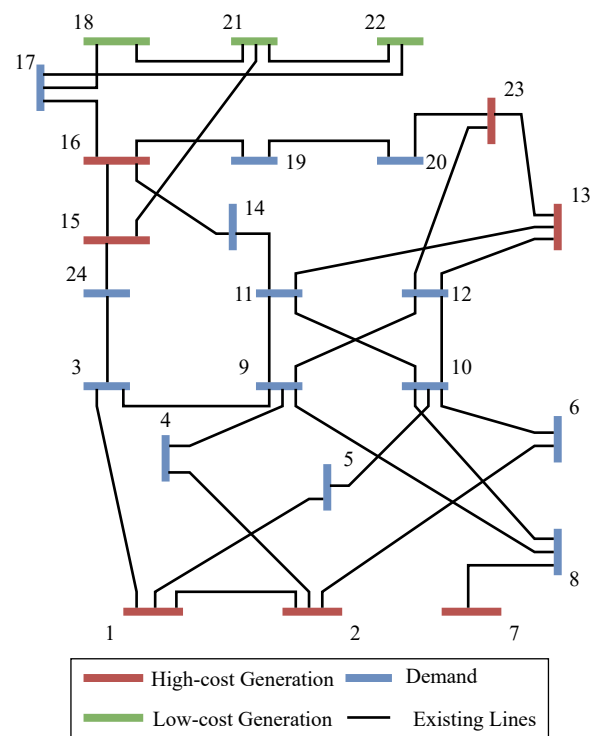 18 21 22
17
23
16 19 20
13
15 14
24 11 12
3 9 10
4 6
5
8
1 2 7
High-cost Generation Demand
Low-cost Generation Existing Lines